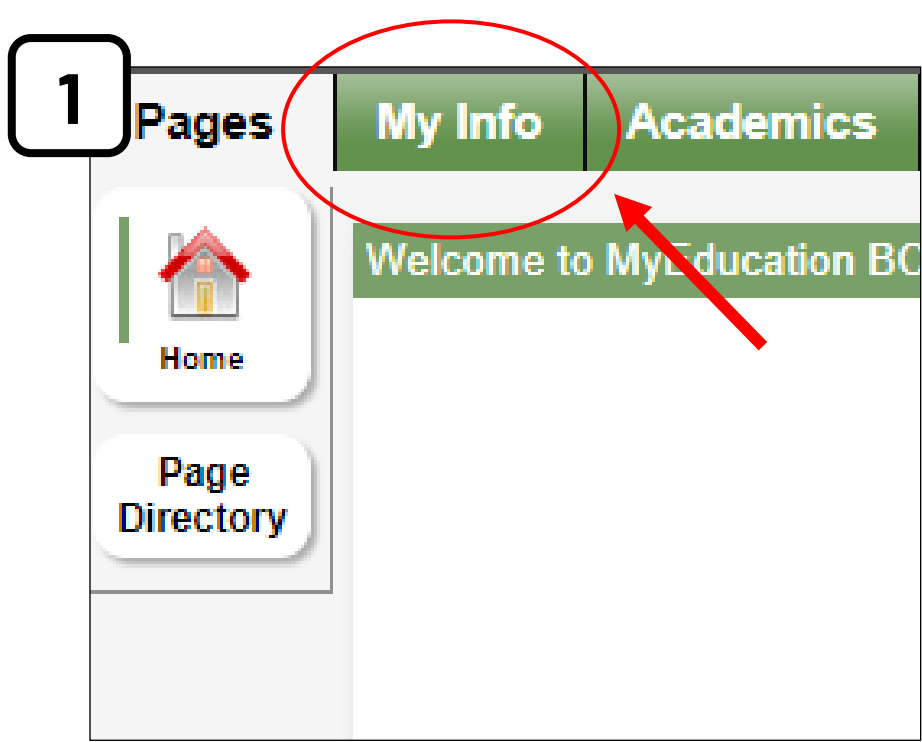 1
Pages My Info Academics
Welcome to MyEducation BC
Home
Page
Directory